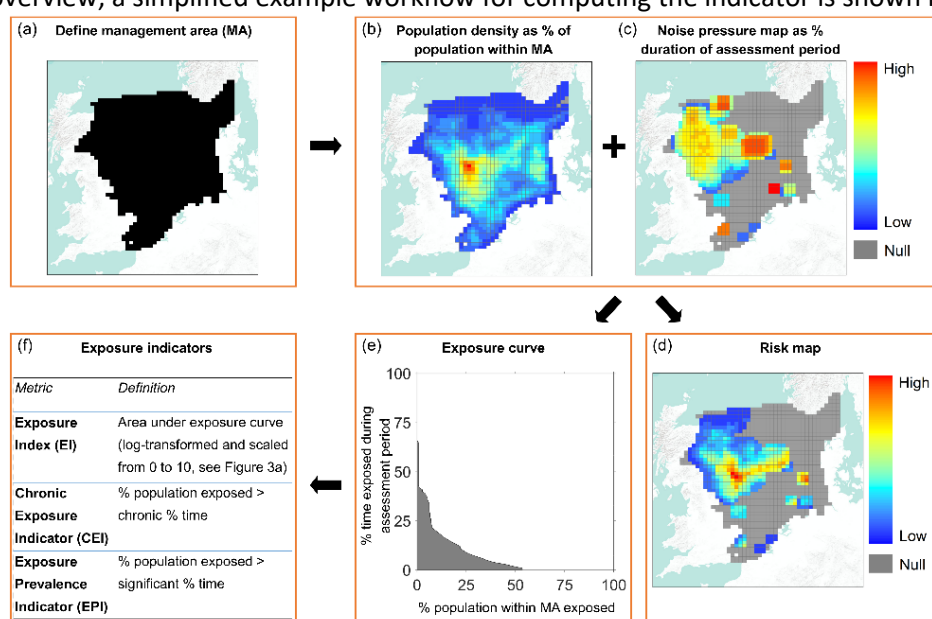 overview, a simplified example workflow for computing the indicator is shown
(a) Define management area (MA)
(b) Population density as % of
population within MA
(c) Noise pressure map as %
duration of assessment period
High
Low
Null
(f) Exposure indicators
Metric Definition
Exposure Area under exposure curve
Index (EI) (log-transformed and scaled
from 0 to 10, see Figure 3a)
Chronic % population exposed >
Exposure chronic % time
Indicator (CEI)
Exposure % population exposed >
Prevalence significant % time
Indicator (EPI)
(e) Exposure curve
% time exposed during
assessment period
100
75
50
25
0
0 25 50 75 100
% population within MA exposed
(d) Risk map
High
Low
Null